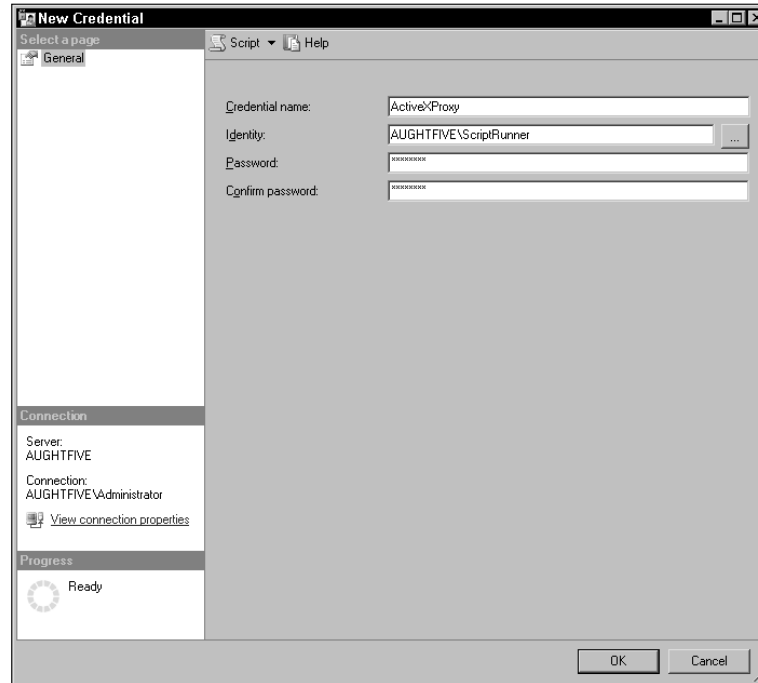 New Credential
Select a page
General
Script Help
Credential name: ActiveXProxy
Identity: AUGHTFIVE\ScriptRunner ...
Password: ********
Confirm password: ********
Connection
Server:
AUGHTFIVE
Connection:
AUGHTFIVE\Administrator
View connection properties
Progress
Ready
OK Cancel